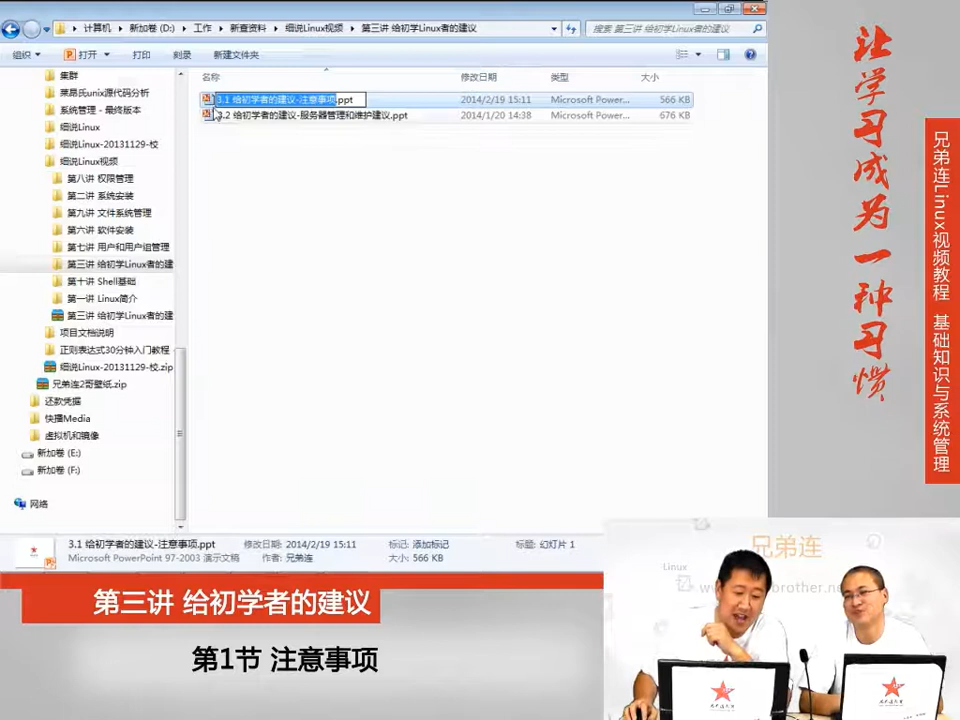 计算机 ▸ 新加卷 (D:) ▸ 工作 ▸ 新查资料 ▸ 细说Linux视频 ▸ 第三讲 给初学Linux者的建议
搜索 第三讲 给初学Linux者的建议
组织 打开 打印 刻录 新建文件夹
名称 修改日期 类型 大小
3.1 给初学者的建议-注意事项.ppt 2014/2/19 15:11 Microsoft Power... 566 KB
3.2 给初学者的建议-服务器管理和维护建议.ppt 2014/1/20 14:38 Microsoft Power... 676 KB
集群
莱昂氏unix源代码分析
系统管理 - 最终版本
细说Linux
细说Linux-20131129-校
细说Linux视频
第八讲 权限管理
第二讲 系统安装
第九讲 文件系统管理
第六讲 软件安装
第七讲 用户和用户组管理
第三讲 给初学Linux者的建
第十讲 Shell基础
第一讲 Linux简介
第三讲 给初学Linux者的建
项目文档说明
正则表达式30分钟入门教程
细说Linux-20131129-校.zip
兄弟连2哥壁纸.zip
还款凭据
快播Media
虚拟机和镜像
新加卷 (E:)
新加卷 (F:)
网络
3.1 给初学者的建议-注意事项.ppt 修改日期: 2014/2/19 15:11 标记: 添加标记 标题: 幻灯片 1
Microsoft PowerPoint 97-2003 演示文稿 作者: 兄弟连 大小: 566 KB
让学习成为一种习惯
兄弟连Linux视频教程 基础知识与系统管理
第三讲 给初学者的建议
第1节 注意事项
兄弟连
Linux